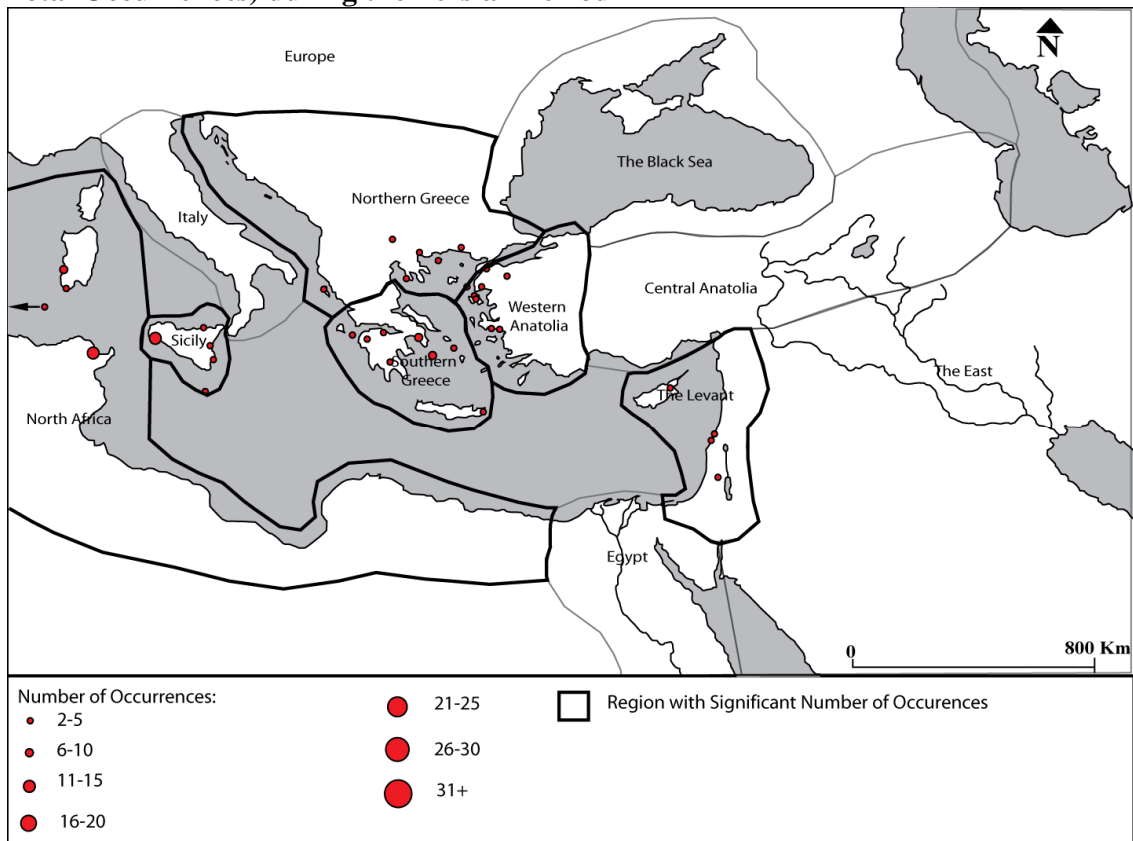 N
Europe
The Black Sea
Northern Greece
Italy
Central Anatolia
Western
Anatolia
Sicily
Southern
Greece
The East
The Levant
North Africa
Egypt
0 800 Km
Number of Occurrences:
2-5
6-10
11-15
16-20
21-25
26-30
31+
Region with Significant Number of Occurences